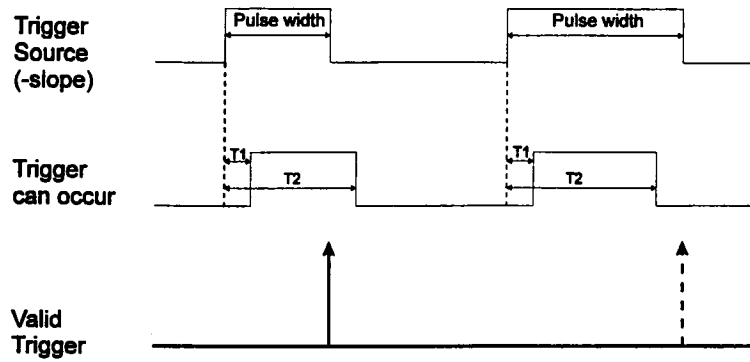 Trigger
Source
(-slope)
Pulse width
Pulse width
Trigger
can occur
T1
T2
T1
T2
Valid
Trigger